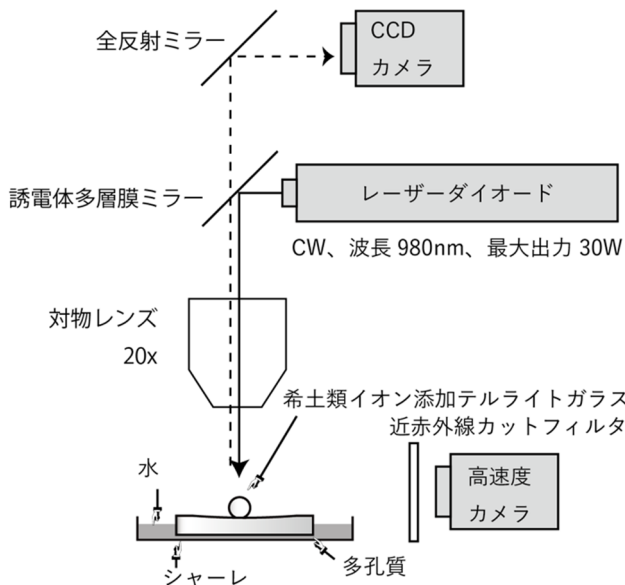 全反射ミラー
CCD
カメラ
誘電体多層膜ミラー
レーザーダイオード
CW、波長 980nm、最大出力 30W
対物レンズ
20x
希土類イオン添加テルライトガラス
近赤外線カットフィルタ
水
高速度
カメラ
シャーレ
多孔質